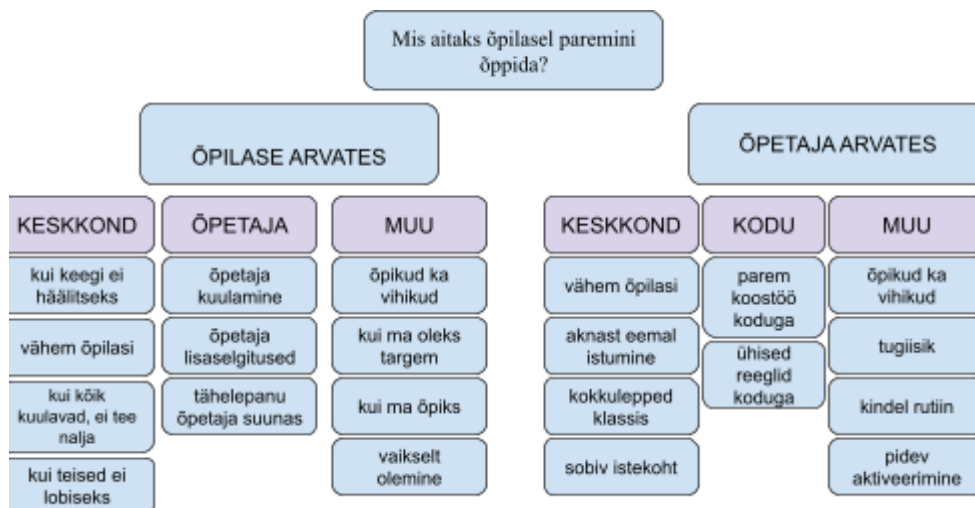 Mis aitaks õpilasel paremini
õppida?
ÕPILASE ARVATES
KESKKOND
kui keegi ei
häälitseks
vähem õpilasi
kui kõik
kuulavad, ei tee
nalja
kui teised ei
lobiseks
ÕPETAJA
õpetaja
kuulamine
õpetaja
lisaselgitused
tähelepanu
õpetaja suunas
MUU
õpikud ka
vihikud
kui ma oleks
targem
kui ma õpiks
vaikselt
olemine
ÕPETAJA ARVATES
KESKKOND
vähem õpilasi
aknast eemal
istumine
kokkulepped
klassis
sobiv istekoht
KODU
parem
koostöö
koduga
ühised
reeglid
koduga
MUU
õpikud ka
vihikud
tugiisik
kindel rutiin
pidev
aktiveerimine